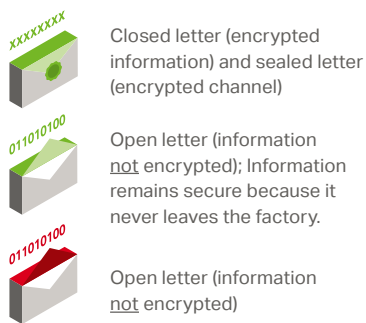 XXXXXXXX
Closed letter (encrypted
information) and sealed letter
(encrypted channel)
011010100
Open letter (information
not encrypted); Information
remains secure because it
never leaves the factory.
011010100
Open letter (information
not encrypted)